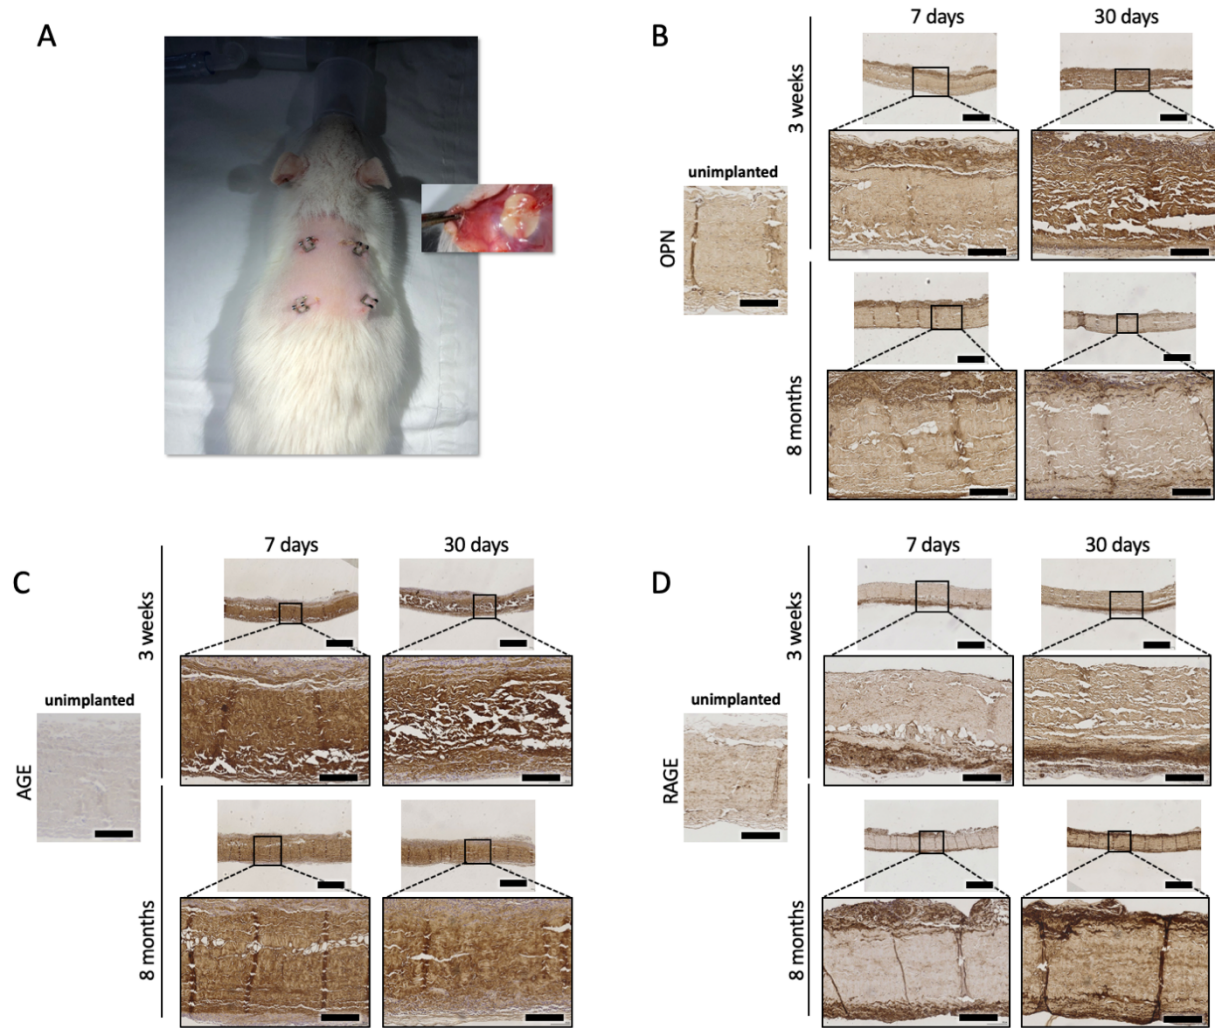 A
B
7 days
30 days
3 weeks
unimplanted
OPN
8 months
C
7 days
30 days
3 weeks
unimplanted
AGE
8 months
D
7 days
30 days
3 weeks
unimplanted
RAGE
8 months